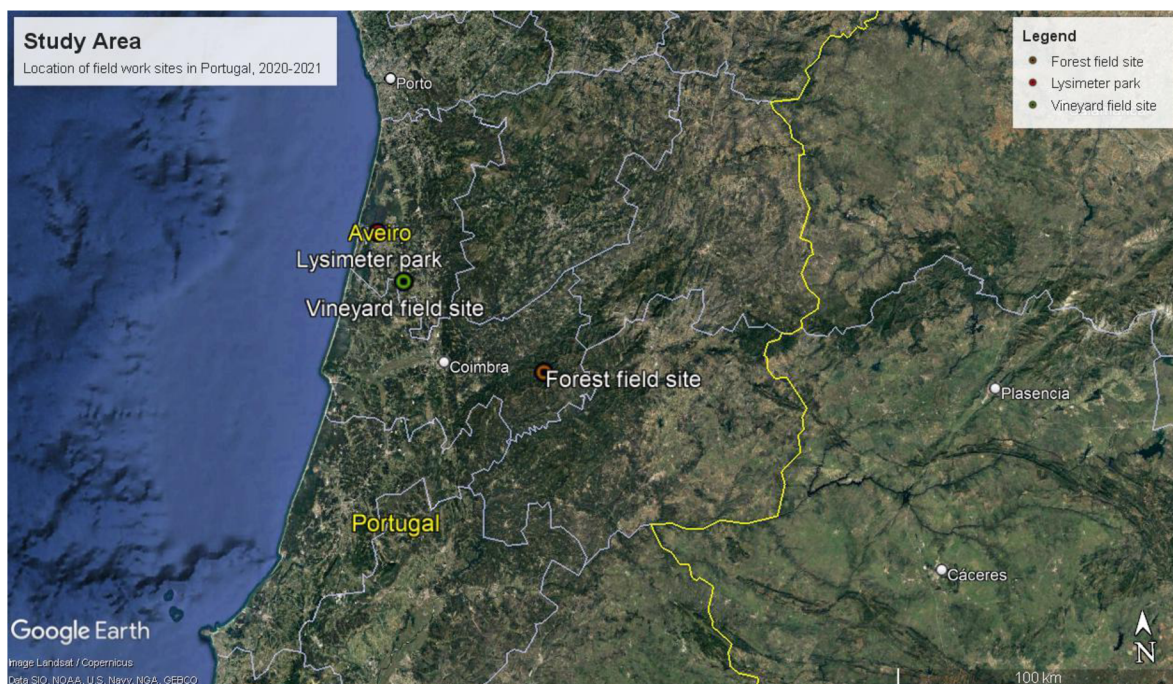 Study Area
Location of field work sites in Portugal, 2020-2021
Legend
Forest field site
Lysimeter park
Vineyard field site
Porto
Aveiro
Lysimeter park
Vineyard field site
Coimbra
Forest field site
Plasencia
Portugal
Cáceres
Google Earth
Image Landsat / Copernicus
Data SIO, NOAA, U.S. Navy, NGA, GEBCO
N
100 km